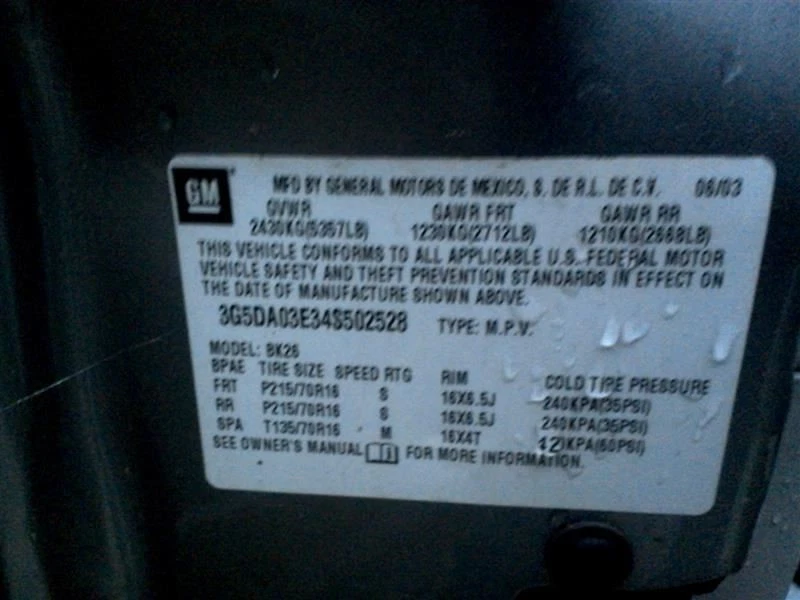 GM
MFD BY GENERAL MOTORS DE MEXICO, S. DE R.L. DE C.V. 06/03
GVWR GAWR FRT GAWR RR
2430KG(5357LB) 1230KG(2712LB) 1210KG(2668LB)
THIS VEHICLE CONFORMS TO ALL APPLICABLE U.S. FEDERAL MOTOR
VEHICLE SAFETY AND THEFT PREVENTION STANDARDS IN EFFECT ON
THE DATE OF MANUFACTURE SHOWN ABOVE.
3G5DA03E34S502528 TYPE: M.P.V.
MODEL: BK26
BPAE TIRE SIZE SPEED RTG RIM COLD TIRE PRESSURE
FRT P215/70R16 S 16X6.5J 240KPA(35PSI)
RR P215/70R16 S 16X6.5J 240KPA(35PSI)
SPA T135/70R16 M 16X4T KPA(60PSI)
SEE OWNER'S MANUAL FOR MORE INFORMATION.